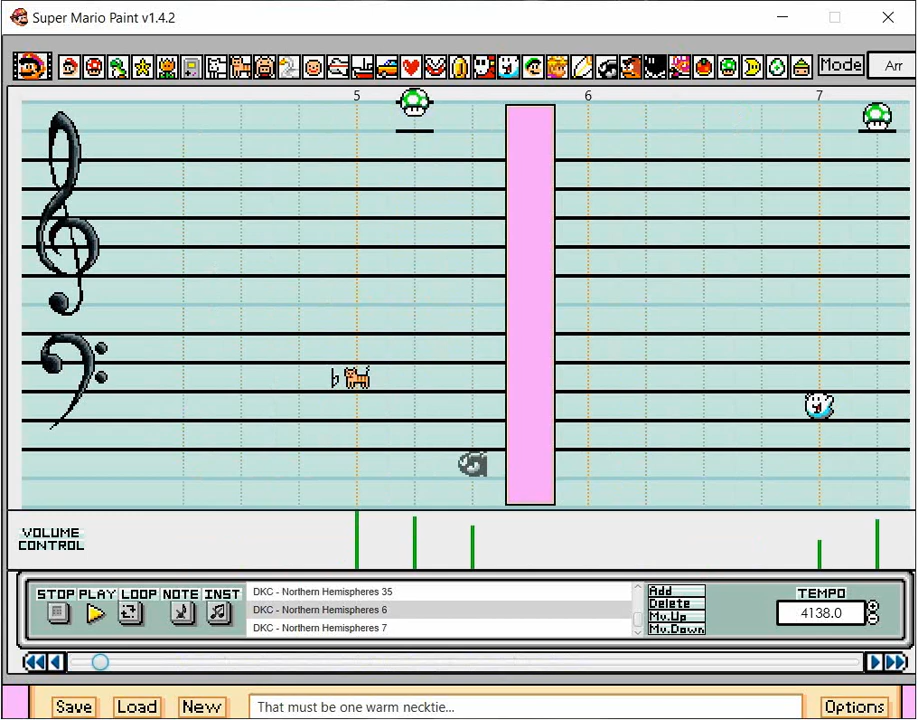 Super Mario Paint v1.4.2
Mode
Arr
5
6
7
VOLUME
CONTROL
STOP PLAY LOOP NOTE INST
DKC - Northern Hemispheres 35
DKC - Northern Hemispheres 6
DKC - Northern Hemispheres 7
Add
Delete
Mv.Up
Mv.Down
TEMPO
4138.0
Save
Load
New
That must be one warm necktie...
Options